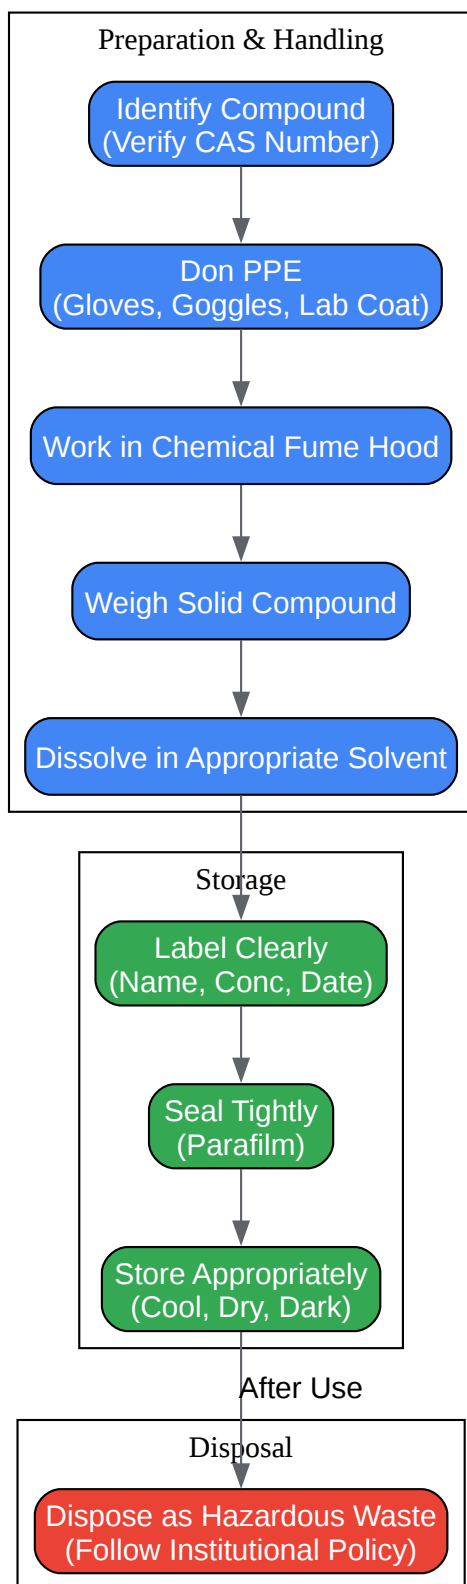 Preparation & Handling
Identify Compound
(Verify CAS Number)
Don PPE
(Gloves, Goggles, Lab Coat)
Work in Chemical Fume Hood
Weigh Solid Compound
Dissolve in Appropriate Solvent
Storage
Label Clearly
(Name, Conc, Date)
Seal Tightly
(Parafilm)
Store Appropriately
(Cool, Dry, Dark)
After Use
Disposal
Dispose as Hazardous Waste
(Follow Institutional Policy)